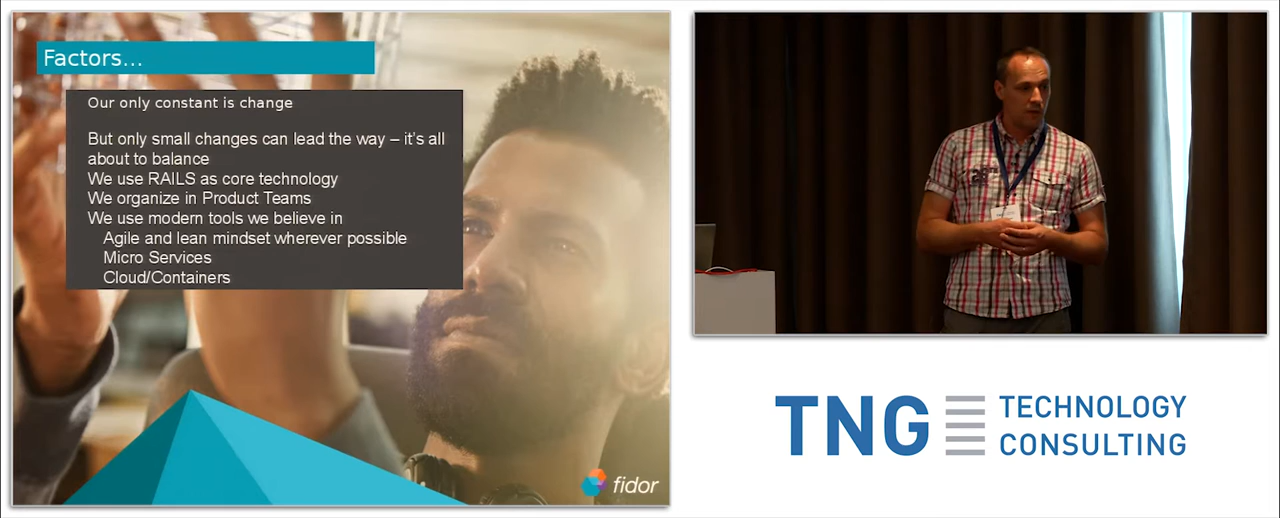 Factors...
Our only constant is change
But only small changes can lead the way – it's all
about to balance
We use RAILS as core technology
We organize in Product Teams
We use modern tools we believe in
Agile and lean mindset wherever possible
Micro Services
Cloud/Containers
fidor
TNG TECHNOLOGY
CONSULTING